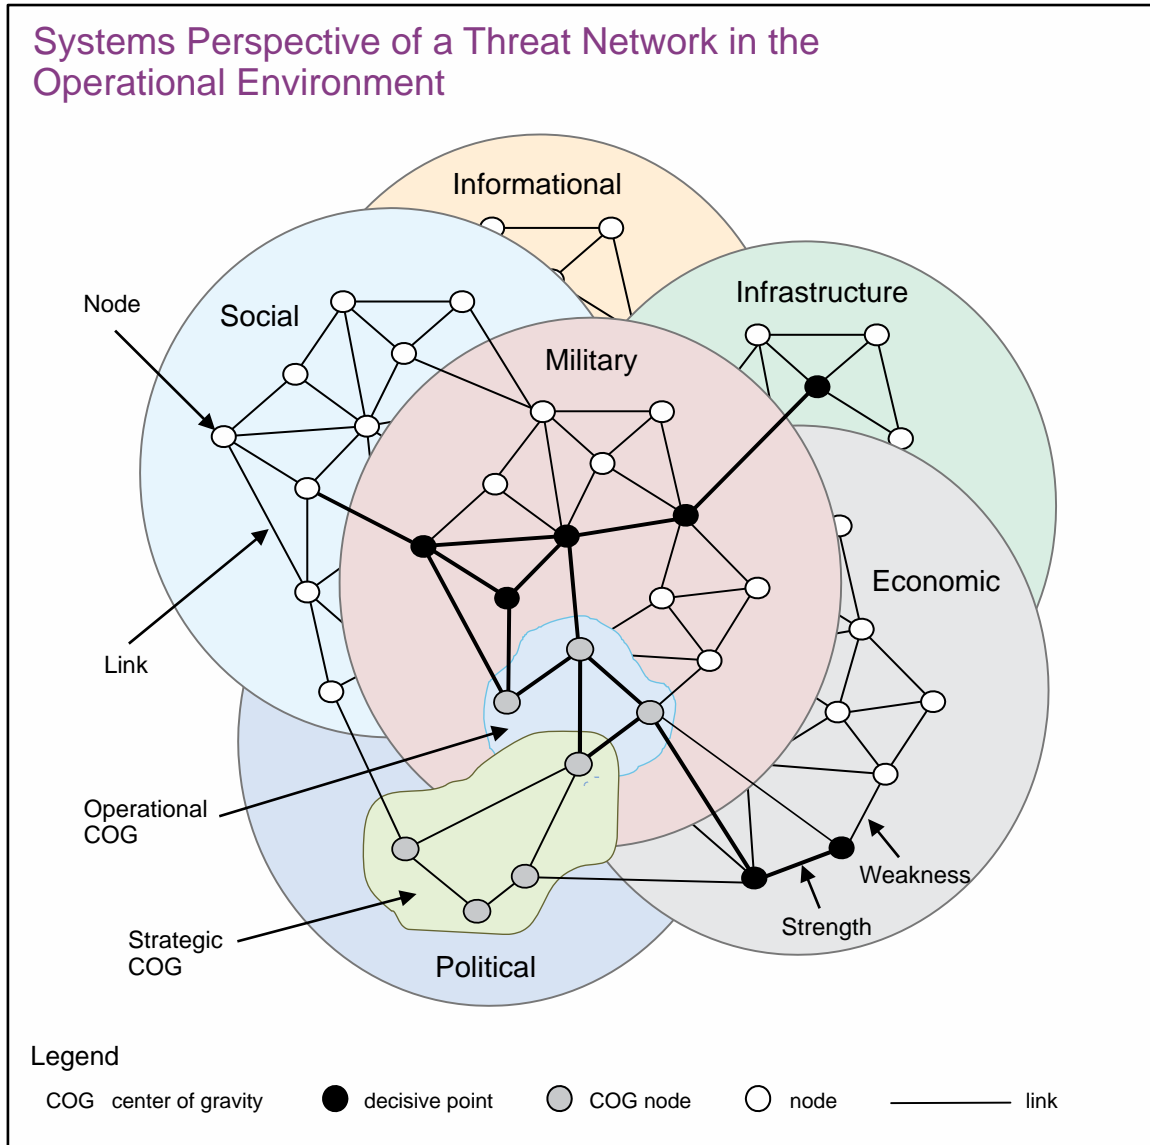 Systems Perspective of a Threat Network in the
Operational Environment
Informational
Infrastructure
Node
Social
Military
Economic
Link
Operational
COG
Weakness
Strength
Strategic
COG
Political
Legend
COG center of gravity decisive point COG node node link